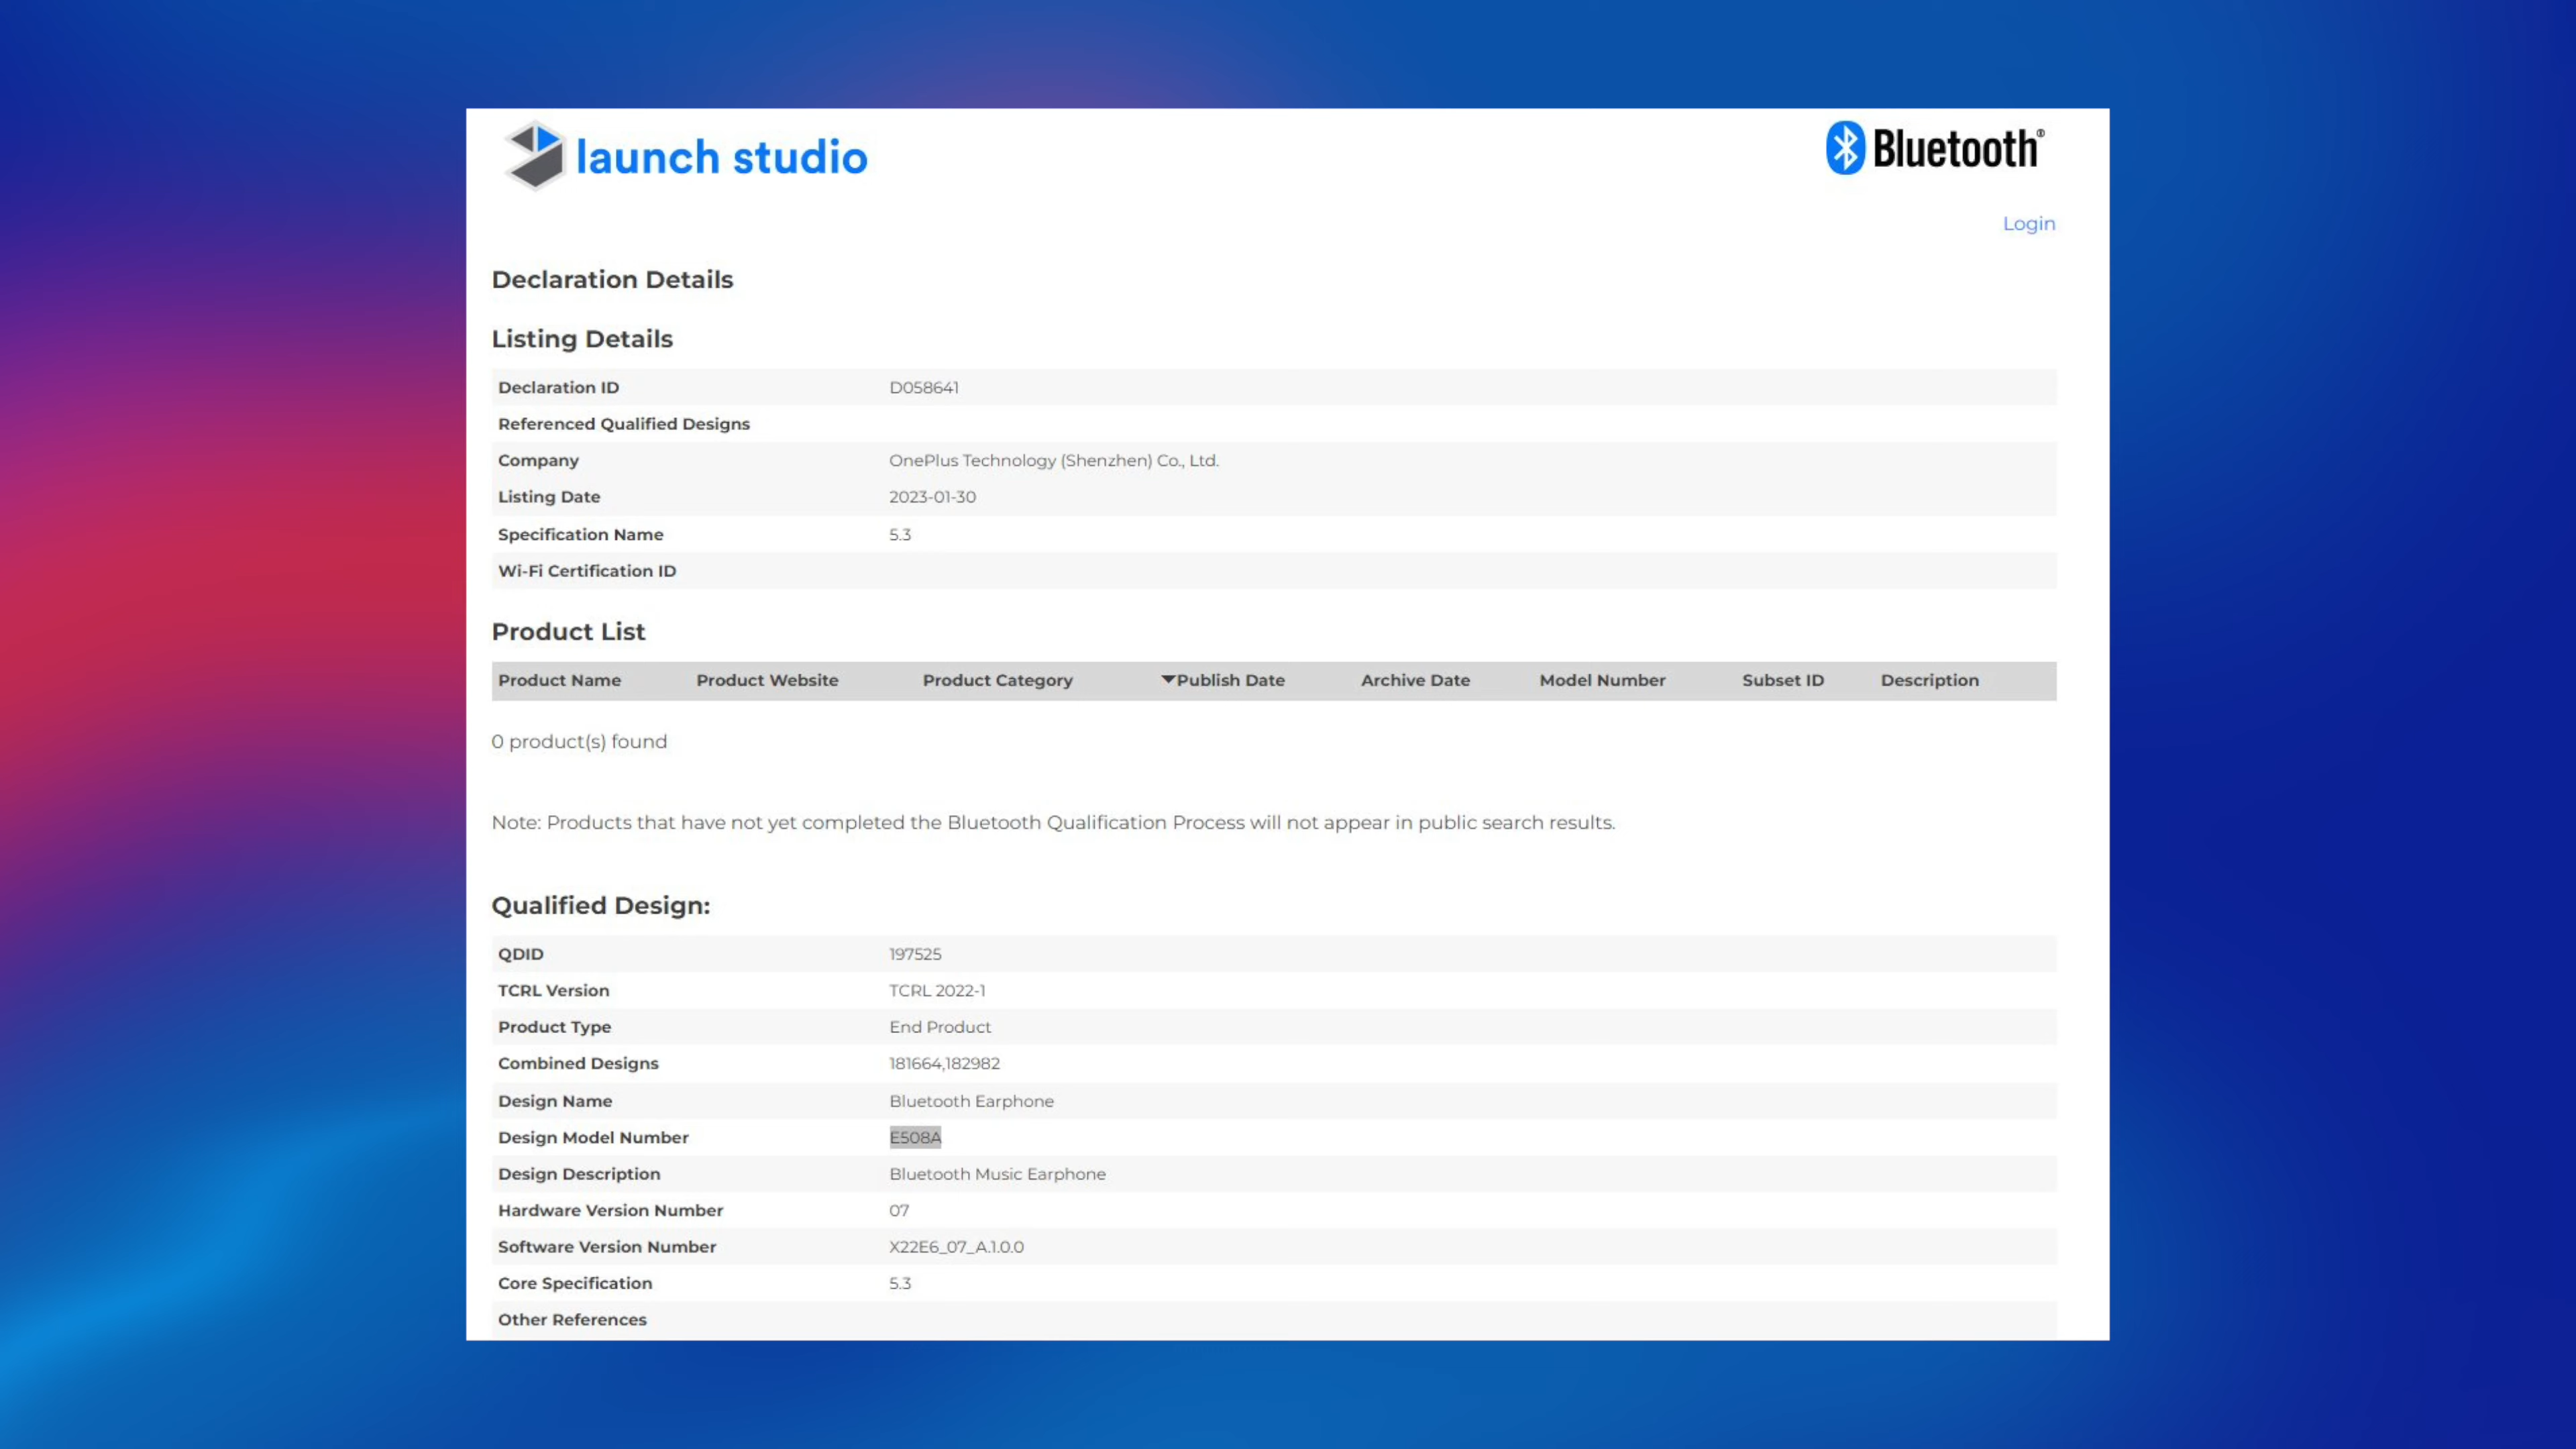 launch studio
Bluetooth®
Login
Declaration Details
Listing Details
Declaration ID D058641
Referenced Qualified Designs
Company OnePlus Technology (Shenzhen) Co., Ltd.
Listing Date 2023-01-30
Specification Name 5.3
Wi-Fi Certification ID
Product List
Product Name Product Website Product Category Publish Date Archive Date Model Number Subset ID Description
0 product(s) found
Note: Products that have not yet completed the Bluetooth Qualification Process will not appear in public search results.
Qualified Design:
QDID 197525
TCRL Version TCRL 2022-1
Product Type End Product
Combined Designs 181664,182982
Design Name Bluetooth Earphone
Design Model Number E508A
Design Description Bluetooth Music Earphone
Hardware Version Number 07
Software Version Number X22E6_07_A.1.0.0
Core Specification 5.3
Other References